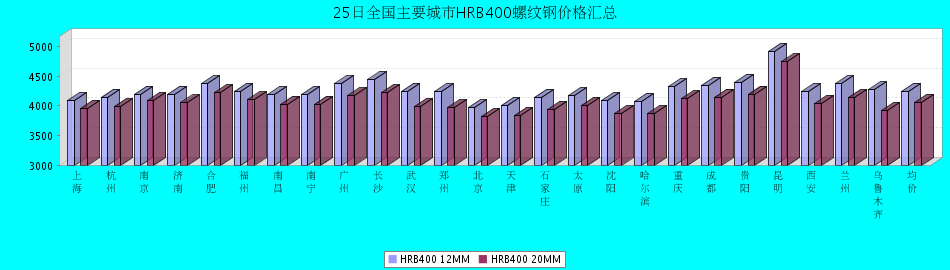 25日全国主要城市HRB400螺纹钢价格汇总
5000
4500
4000
3500
3000
上海
杭州
南京
济南
合肥
福州
南昌
南宁
广州
长沙
武汉
郑州
北京
天津
石家庄
太原
沈阳
哈尔滨
重庆
成都
贵阳
昆明
西安
兰州
乌鲁木齐
均价
HRB400 12MM HRB400 20MM